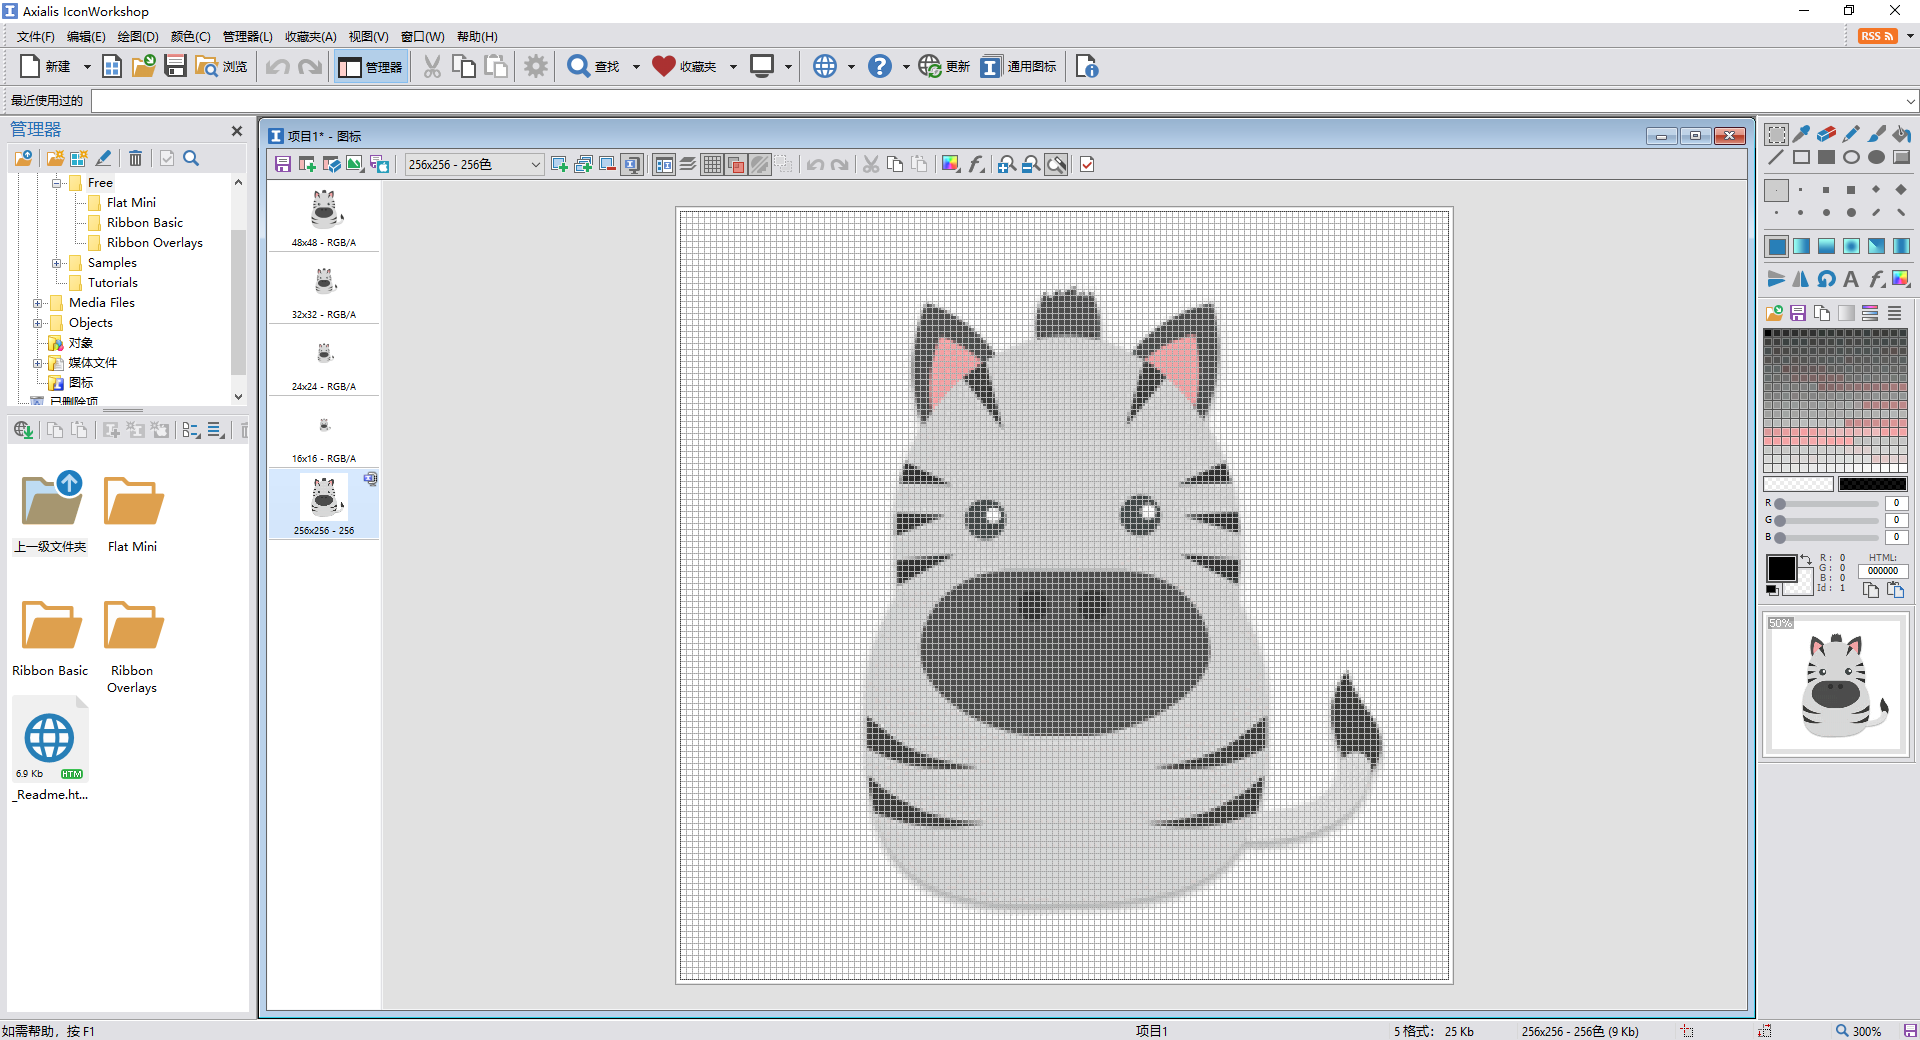 Axialis IconWorkshop
文件(F) 编辑(E) 绘图(D) 颜色(C) 管理器(L) 收藏夹(A) 视图(V) 窗口(W) 帮助(H)
RSS
新建 浏览 管理器 查找 收藏夹 更新 通用图标
最近使用过的
管理器
Free
Flat Mini
Ribbon Basic
Ribbon Overlays
Samples
Tutorials
Media Files
Objects
对象
媒体文件
图标
已删除项
上一级文件夹
Flat Mini
Ribbon Basic
Ribbon
Overlays
6.9 Kb HTM
_Readme.ht...
项目1* - 图标
256x256 - 256色
48x48 - RGB/A
32x32 - RGB/A
24x24 - RGB/A
16x16 - RGB/A
256x256 - 256
R 0
G 0
B 0
R : 0
G : 0
B : 0
Id : 1
HTML:
000000
50%
如需帮助，按 F1
项目1
5 格式: 25 Kb
256x256 - 256色 (9 Kb)
300%